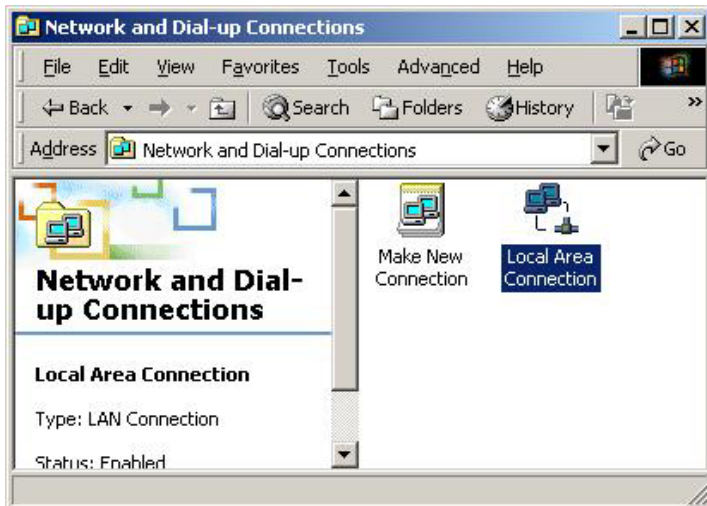 Network and Dial-up Connections
File Edit View Favorites Tools Advanced Help
Back Search Folders History »
Address Network and Dial-up Connections Go
Network and Dial-
up Connections
Local Area Connection
Type: LAN Connection
Status: Enabled
Make New
Connection
Local Area
Connection